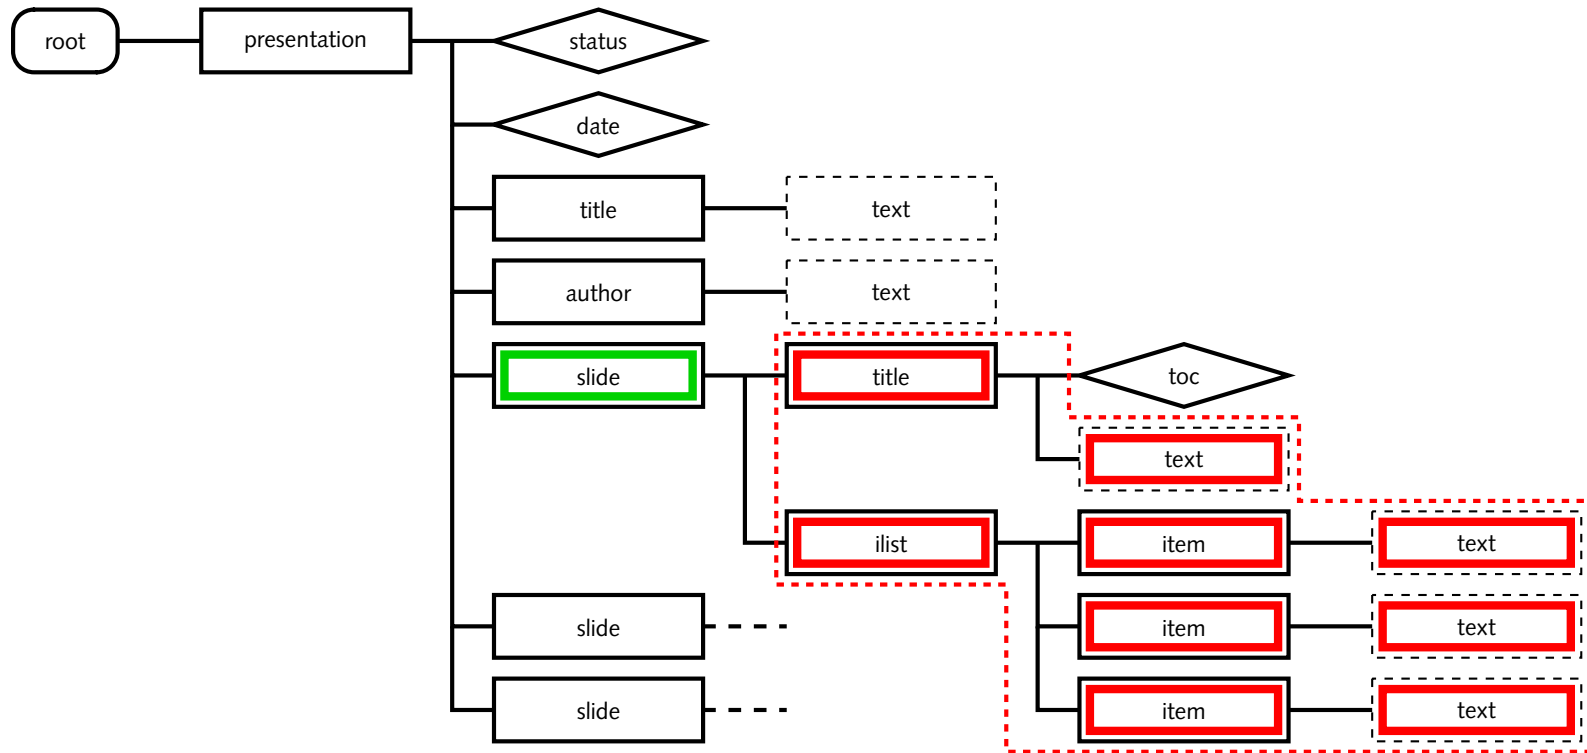 root
presentation
status
date
title
text
author
text
slide
title
toc
text
ilist
item
text
slide
item
text
slide
item
text